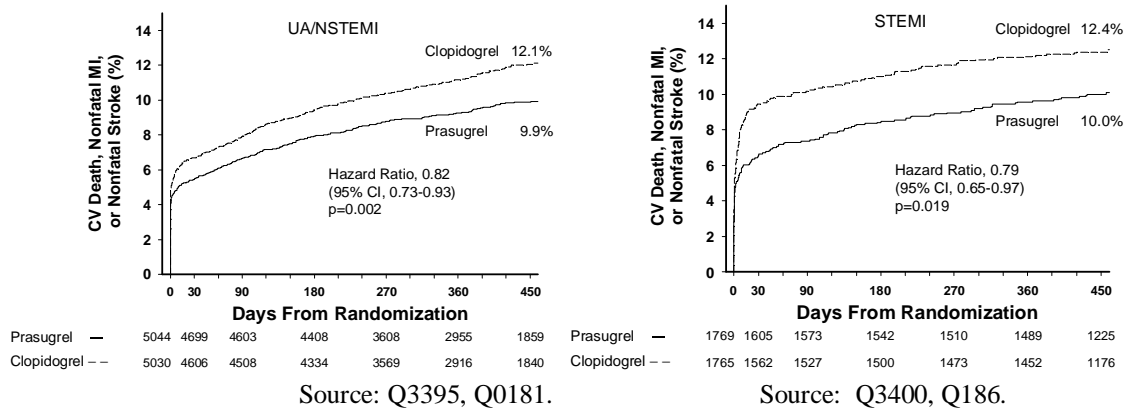 UA/NSTEMI
CV Death, Nonfatal MI,
or Nonfatal Stroke (%)
14
12
10
8
6
4
2
0
Clopidogrel 12.1%
Prasugrel 9.9%
Hazard Ratio, 0.82
(95% CI, 0.73-0.93)
p=0.002
0 30 90 180 270 360 450
Days From Randomization
Prasugrel 5044 4699 4603 4408 3608 2955 1859
Clopidogrel 5030 4606 4508 4334 3569 2916 1840
Source: Q3395, Q0181.
STEMI
CV Death, Nonfatal MI,
or Nonfatal Stroke (%)
14
12
10
8
6
4
2
0
Clopidogrel 12.4%
Prasugrel 10.0%
Hazard Ratio, 0.79
(95% CI, 0.65-0.97)
p=0.019
0 30 90 180 270 360 450
Days From Randomization
Prasugrel 1769 1605 1573 1542 1510 1489 1225
Clopidogrel 1765 1562 1527 1500 1473 1452 1176
Source: Q3400, Q186.